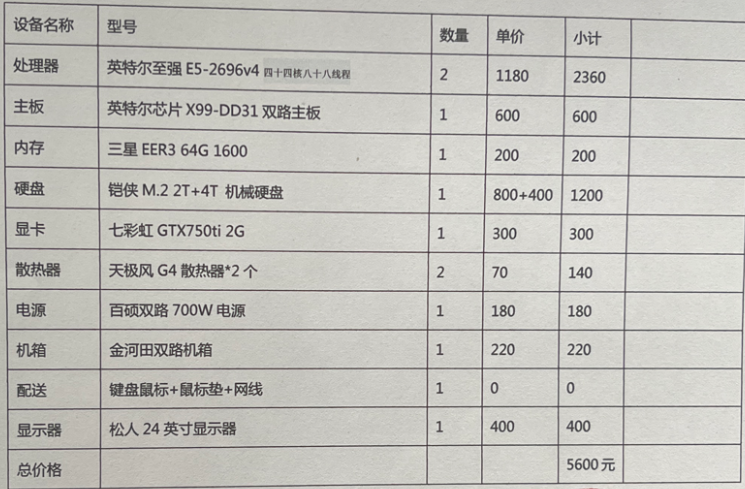 设备名称 型号 数量 单价 小计
处理器 英特尔至强 E5-2696v4 四十四核八十八线程 2 1180 2360
主板 英特尔芯片 X99-DD31 双路主板 1 600 600
内存 三星 EER3 64G 1600 1 200 200
硬盘 铠侠 M.2 2T+4T 机械硬盘 1 800+400 1200
显卡 七彩虹 GTX750ti 2G 1 300 300
散热器 天极风 G4 散热器*2 个 2 70 140
电源 百硕双路 700W 电源 1 180 180
机箱 金河田双路机箱 1 220 220
配送 键盘鼠标+鼠标垫+网线 1 0 0
显示器 松人 24 英寸显示器 1 400 400
总价格 5600 元